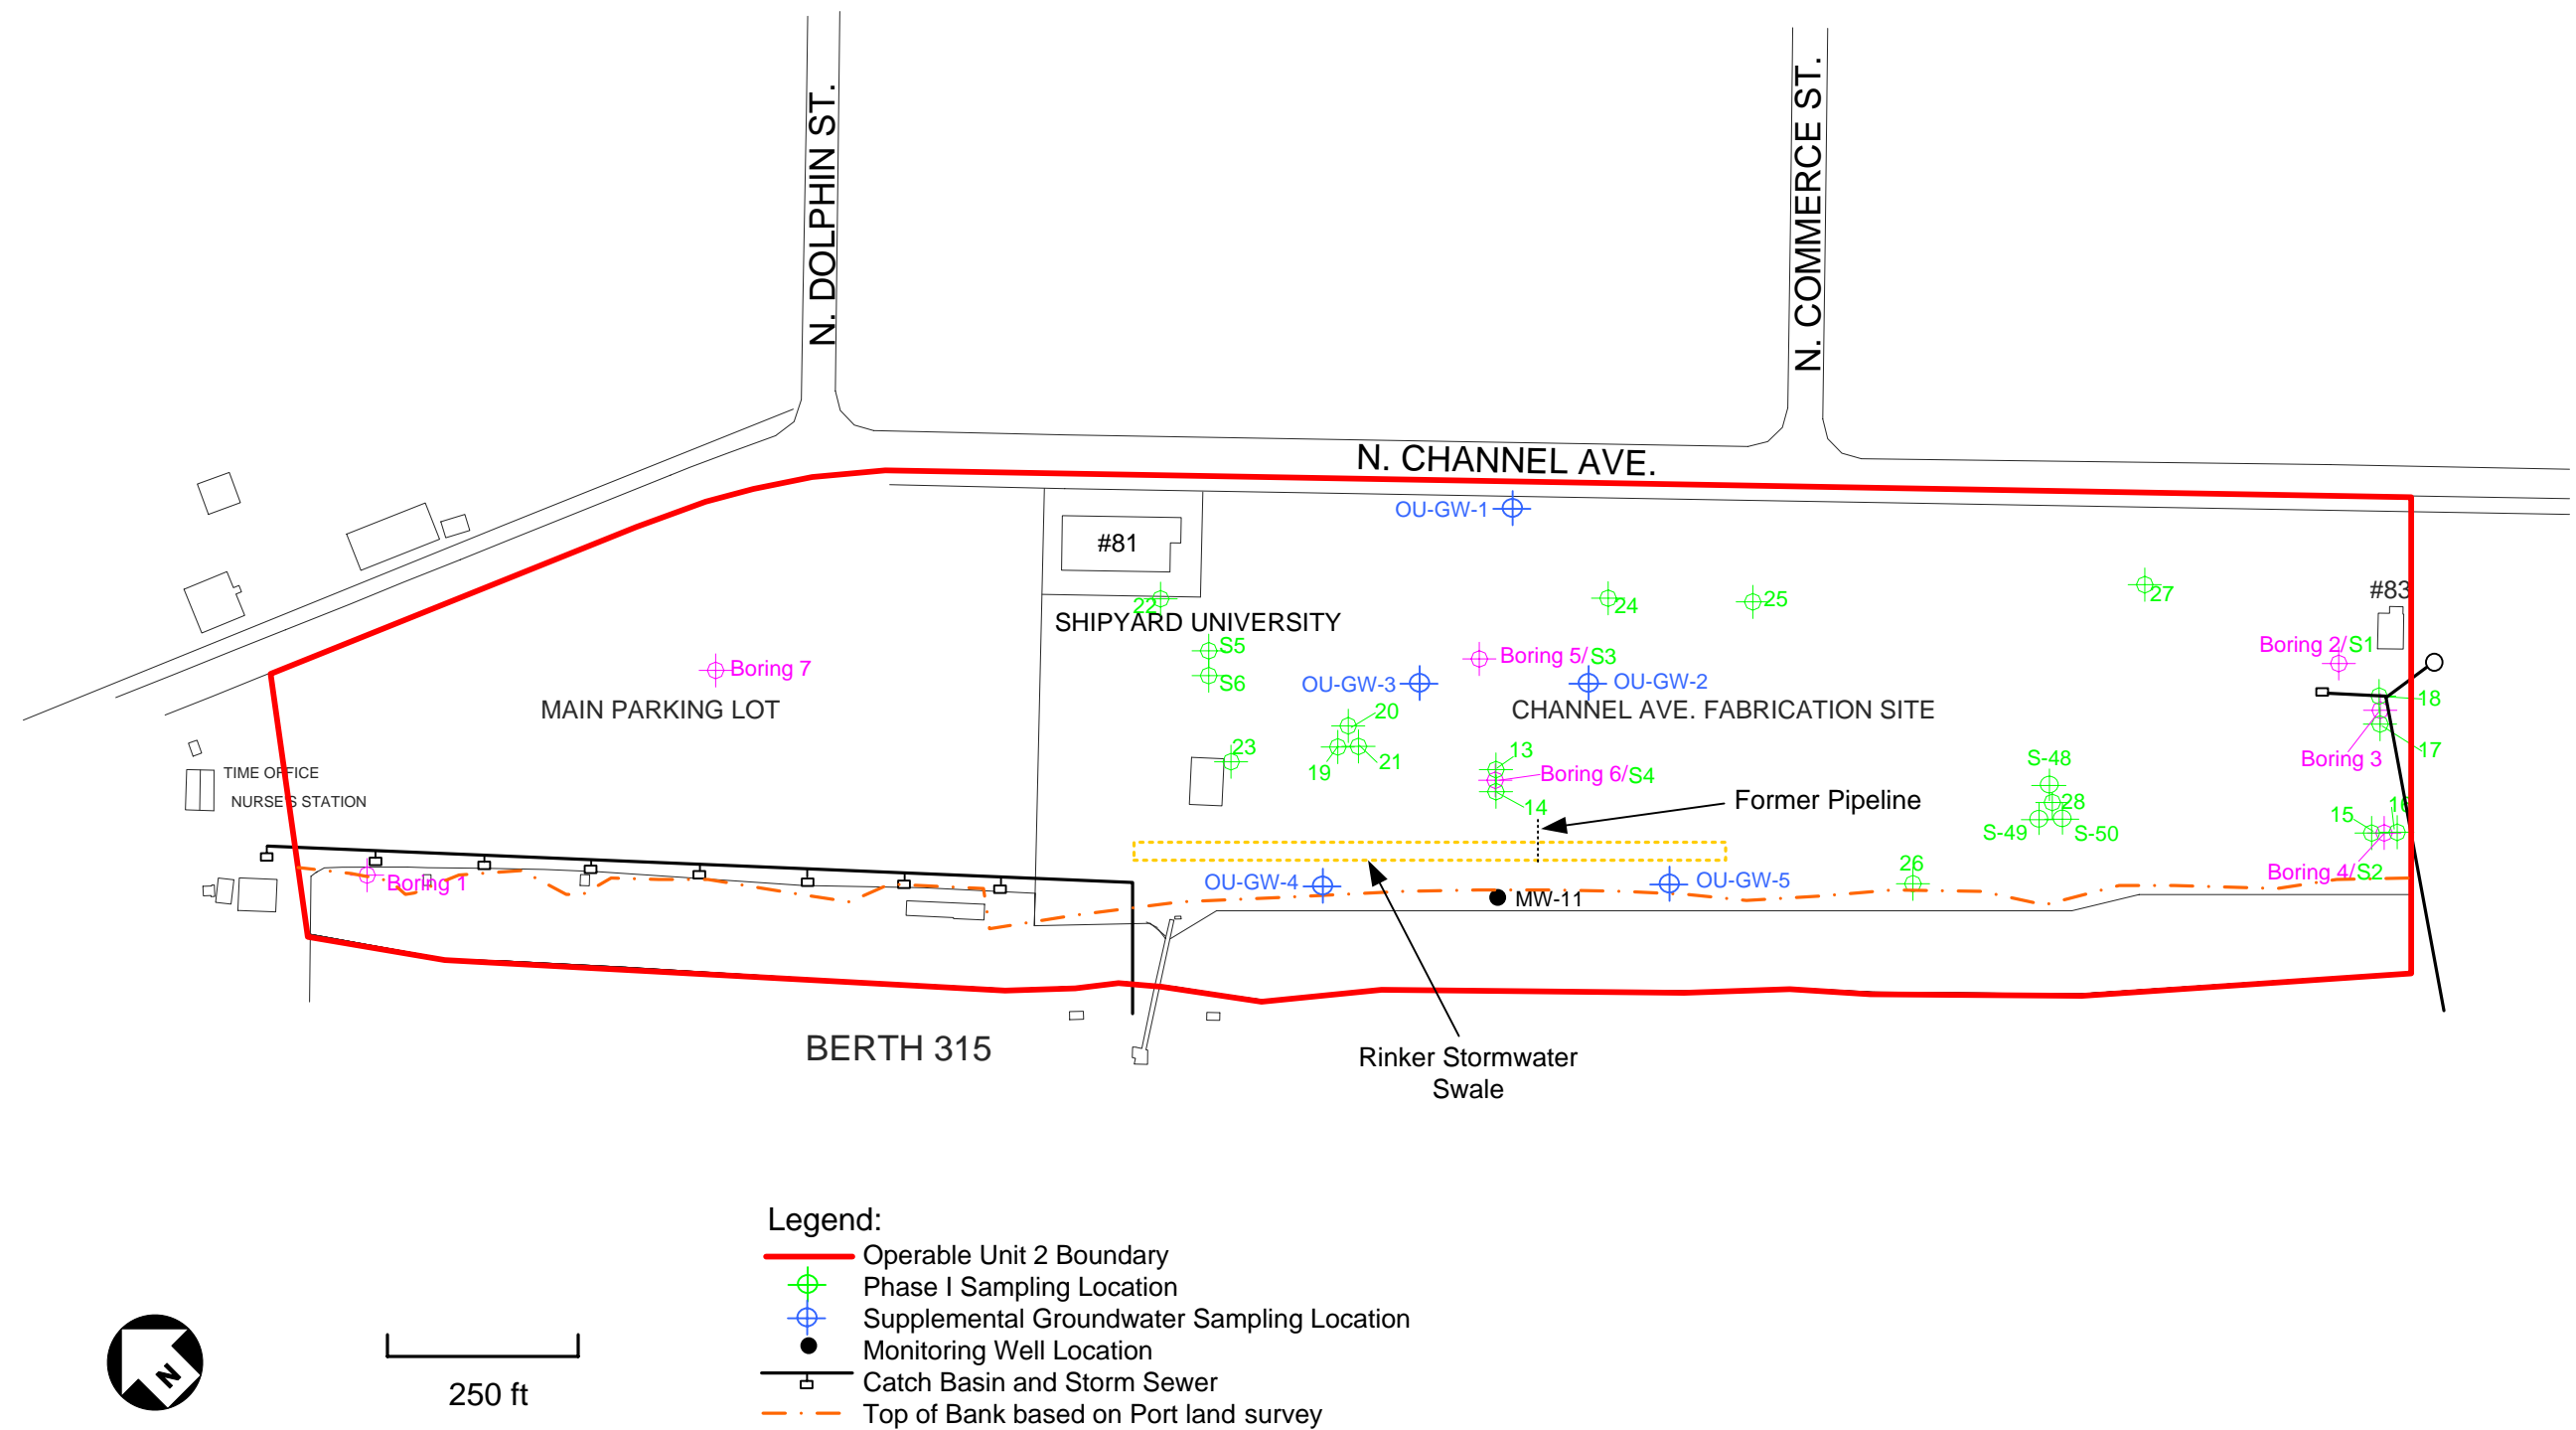 N. DOLPHIN ST.
N. COMMERCE ST.
N. CHANNEL AVE.
OU-GW-1
#81
22
SHIPYARD UNIVERSITY
24
25
27
#83
S5
S6
Boring 7
Boring 5/S3
Boring 2/S1
OU-GW-3
OU-GW-2
MAIN PARKING LOT
CHANNEL AVE. FABRICATION SITE
18
20
23
21
19
13
Boring 6/S4
14
17
Boring 3
S-48
28
S-49
S-50
15
16
Boring 4/S2
TIME OFFICE
NURSE'S STATION
Former Pipeline
Boring 1
OU-GW-4
OU-GW-5
26
MW-11
BERTH 315
Rinker Stormwater
Swale
Legend:
Operable Unit 2 Boundary
Phase I Sampling Location
Supplemental Groundwater Sampling Location
Monitoring Well Location
Catch Basin and Storm Sewer
Top of Bank based on Port land survey
N
250 ft